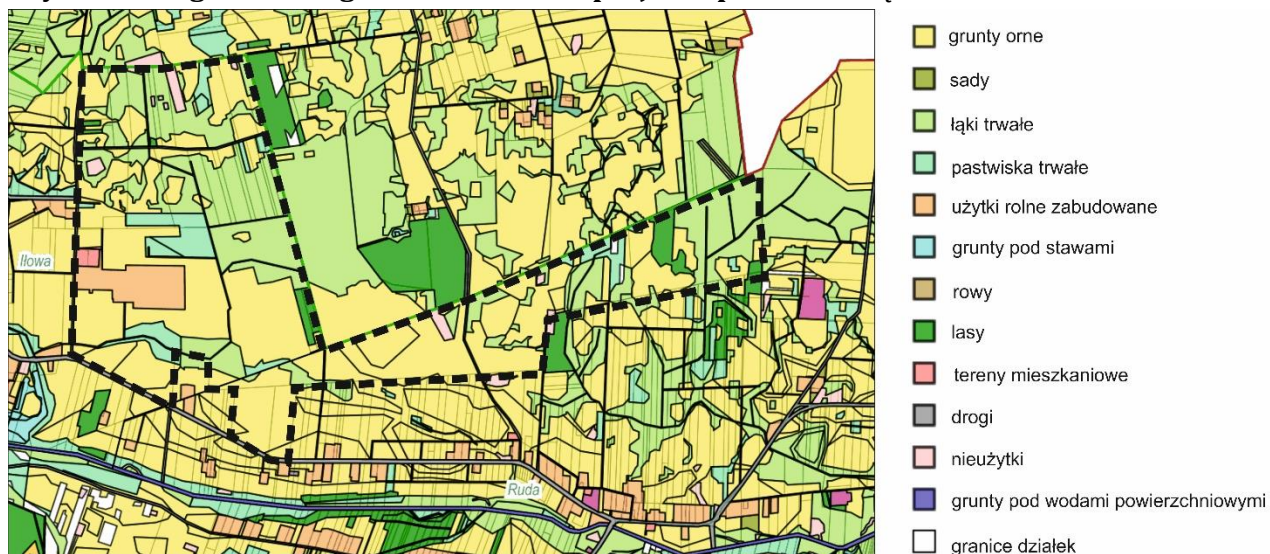 grunty orne
sady
łąki trwałe
pastwiska trwałe
użytki rolne zabudowane
grunty pod stawami
rowy
lasy
tereny mieszkaniowe
drogi
nieużytki
grunty pod wodami powierzchniowymi
granice działek
Iłowa
Ruda